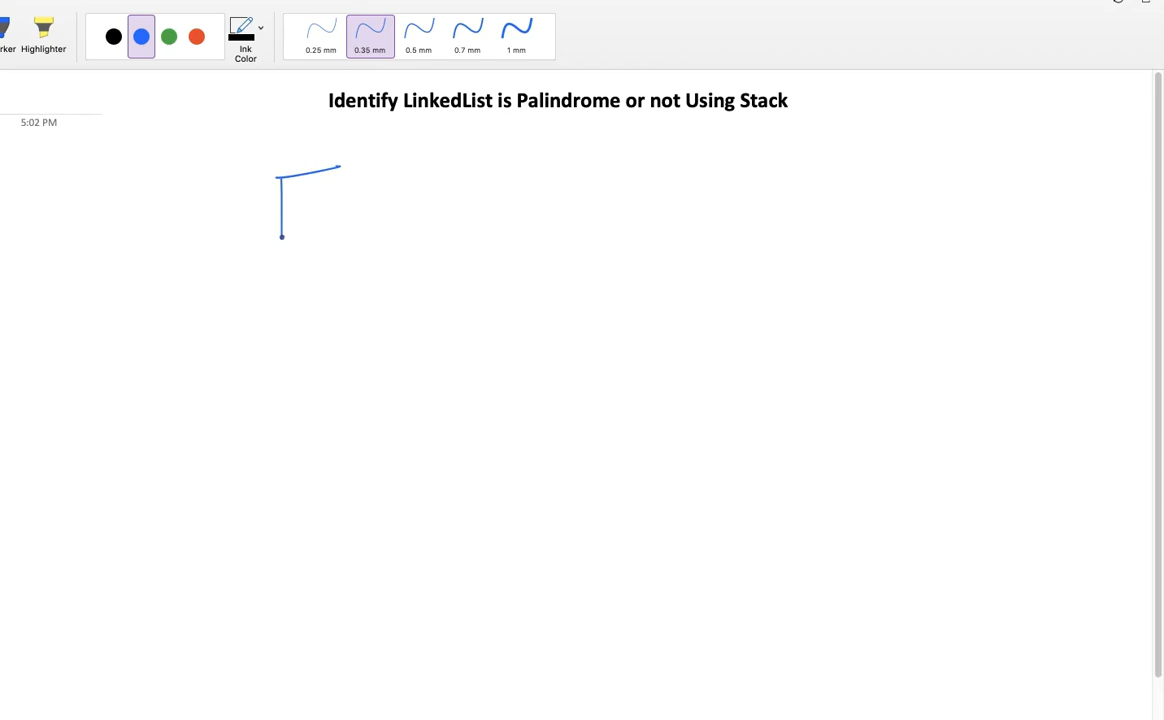 rker
Highlighter
Ink
Color
0.25 mm
0.35 mm
0.5 mm
0.7 mm
1 mm
Identify LinkedList is Palindrome or not Using Stack
5:02 PM